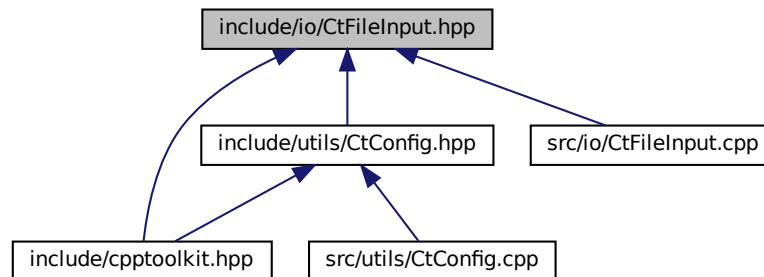 include/io/CtFileInput.hpp
include/utils/CtConfig.hpp
src/io/CtFileInput.cpp
include/cpptoolkit.hpp
src/utils/CtConfig.cpp